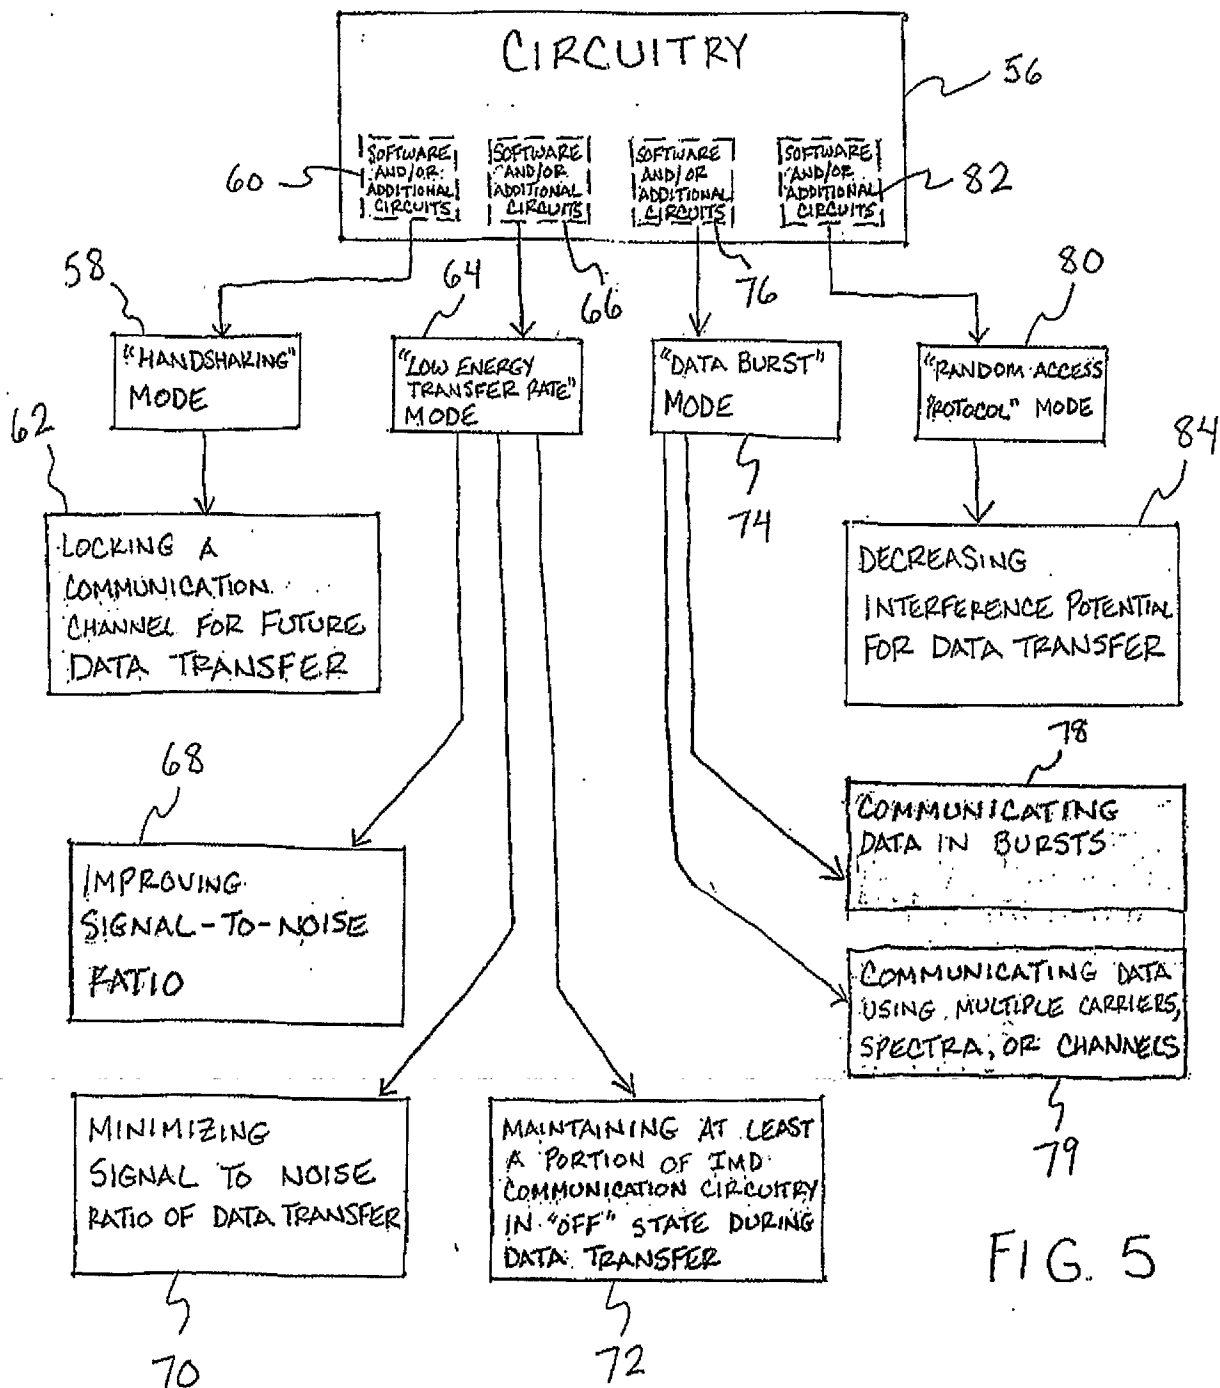 CIRCUITRY
56
SOFTWARE
AND/OR
ADDITIONAL
CIRCUITS
60
SOFTWARE
AND/OR
ADDITIONAL
CIRCUITS
66
SOFTWARE
AND/OR
ADDITIONAL
CIRCUITS
76
SOFTWARE
AND/OR
ADDITIONAL
CIRCUITS
82
58
"HANDSHAKING"
MODE
64
"LOW ENERGY
TRANSFER RATE"
MODE
"DATA BURST"
MODE
74
80
"RANDOM ACCESS
PROTOCOL" MODE
62
LOCKING A
COMMUNICATION
CHANNEL FOR FUTURE
DATA TRANSFER
84
DECREASING
INTERFERENCE POTENTIAL
FOR DATA TRANSFER
68
IMPROVING
SIGNAL-TO-NOISE
RATIO
78
COMMUNICATING
DATA IN BURSTS
COMMUNICATING DATA
USING MULTIPLE CARRIERS,
SPECTRA, OR CHANNELS
79
MINIMIZING
SIGNAL TO NOISE
RATIO OF DATA TRANSFER
70
MAINTAINING AT LEAST
A PORTION OF IMD
COMMUNICATION CIRCUITRY
IN "OFF" STATE DURING
DATA TRANSFER
72
FIG. 5